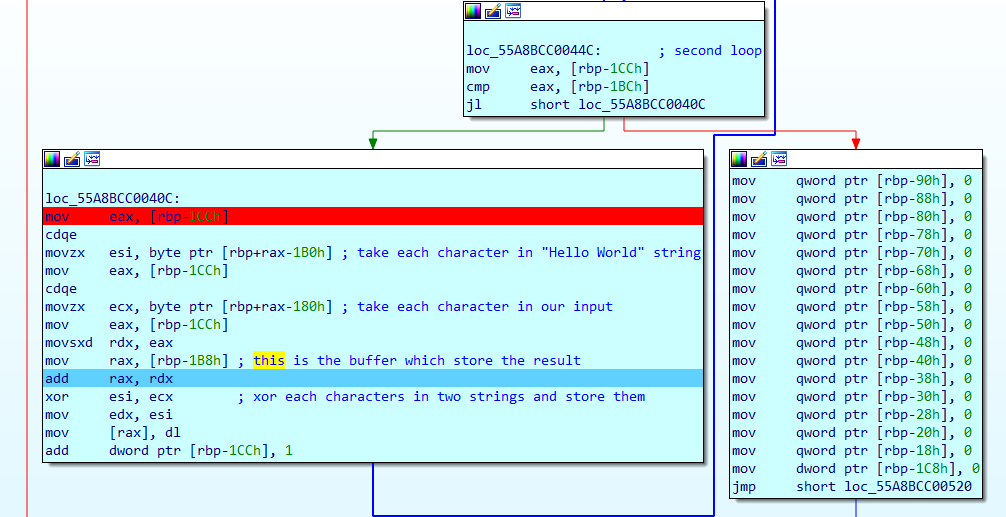 loc_55A8BCC0044C: ; second loop
mov eax, [rbp-1CCh]
cmp eax, [rbp-1BCh]
jl short loc_55A8BCC0040C
loc_55A8BCC0040C:
mov eax, [rbp-1CCh]
cdqe
movzx esi, byte ptr [rbp+rax-1B0h] ; take each character in "Hello World" string
mov eax, [rbp-1CCh]
cdqe
movzx ecx, byte ptr [rbp+rax-180h] ; take each character in our input
mov eax, [rbp-1CCh]
movsxd rdx, eax
mov rax, [rbp-1B8h] ; this is the buffer which store the result
add rax, rdx
xor esi, ecx ; xor each characters in two strings and store them
mov edx, esi
mov [rax], dl
add dword ptr [rbp-1CCh], 1
mov qword ptr [rbp-90h], 0
mov qword ptr [rbp-88h], 0
mov qword ptr [rbp-80h], 0
mov qword ptr [rbp-78h], 0
mov qword ptr [rbp-70h], 0
mov qword ptr [rbp-68h], 0
mov qword ptr [rbp-60h], 0
mov qword ptr [rbp-58h], 0
mov qword ptr [rbp-50h], 0
mov qword ptr [rbp-48h], 0
mov qword ptr [rbp-40h], 0
mov qword ptr [rbp-38h], 0
mov qword ptr [rbp-30h], 0
mov qword ptr [rbp-28h], 0
mov qword ptr [rbp-20h], 0
mov qword ptr [rbp-18h], 0
mov dword ptr [rbp-1C8h], 0
jmp short loc_55A8BCC00520